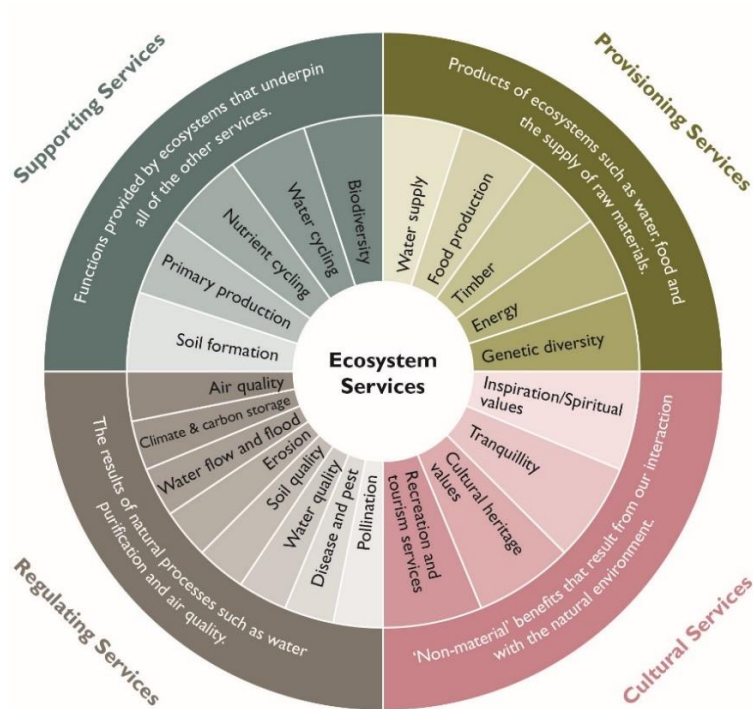 Supporting Services
Functions provided by ecosystems that underpin
all of the other services.
Biodiversity
Water cycling
Nutrient cycling
Primary production
Soil formation
Provisioning Services
Products of ecosystems such as water, food and
the supply of raw materials.
Water supply
Food production
Timber
Energy
Genetic diversity
Ecosystem
Services
Regulating Services
The results of natural processes such as water
purification and air quality.
Air quality
Climate & carbon storage
Water flow and flood
Erosion
Soil quality
Water quality
Disease and pest
Pollination
Cultural Services
'Non-material' benefits that result from our interaction
with the natural environment.
Inspiration/Spiritual
values
Tranquillity
Cultural heritage
values
Recreation and
tourism services